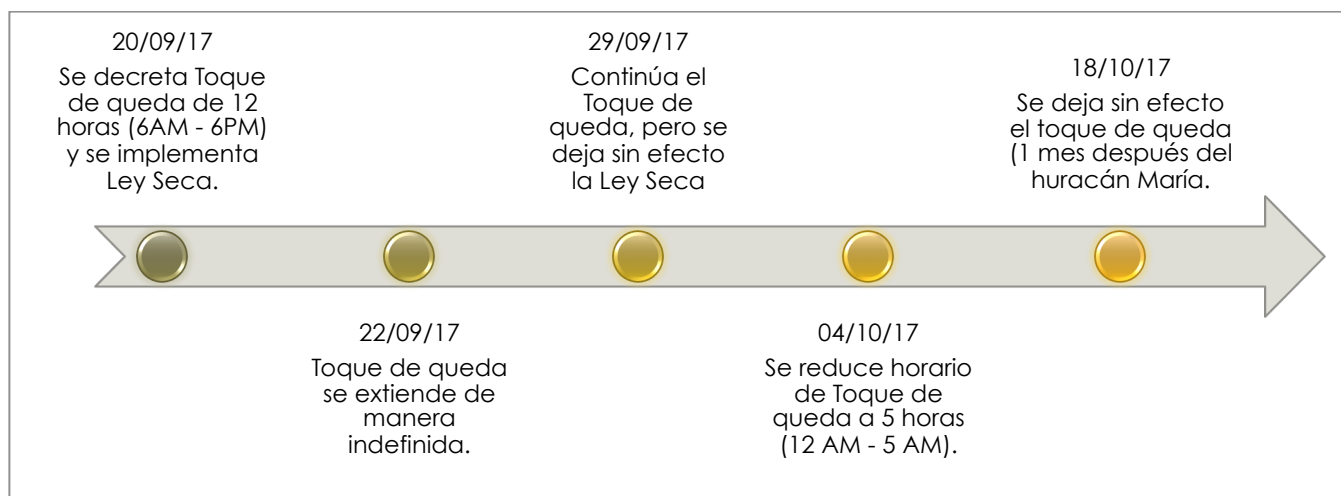 20/09/17
Se decreta Toque
de queda de 12
horas (6AM - 6PM)
y se implementa
Ley Seca.
22/09/17
Toque de queda
se extiende de
manera
indefinida.
29/09/17
Continúa el
Toque de
queda, pero se
deja sin efecto
la Ley Seca
04/10/17
Se reduce horario
de Toque de
queda a 5 horas
(12 AM - 5 AM).
18/10/17
Se deja sin efecto
el toque de queda
(1 mes después del
huracán María.